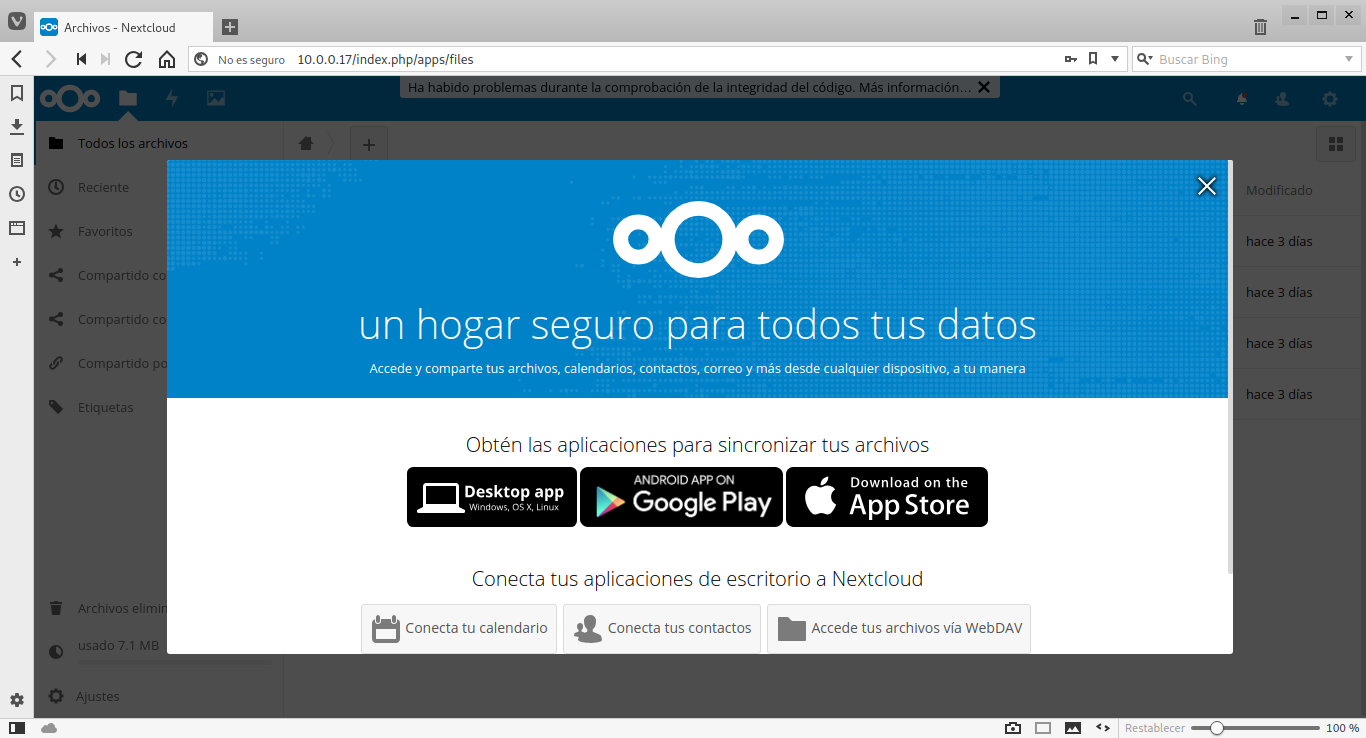 Archivos - Nextcloud
No es seguro 10.0.0.17/index.php/apps/files
Buscar Bing
Ha habido problemas durante la comprobación de la integridad del código. Más información…
Todos los archivos
Reciente
Favoritos
Compartido co
Compartido co
Compartido po
Etiquetas
Archivos elimin
usado 7.1 MB
Ajustes
Modificado
hace 3 días
hace 3 días
hace 3 días
hace 3 días
un hogar seguro para todos tus datos
Accede y comparte tus archivos, calendarios, contactos, correo y más desde cualquier dispositivo, a tu manera
Obtén las aplicaciones para sincronizar tus archivos
Desktop app
Windows, OS X, Linux
ANDROID APP ON
Google Play
Download on the
App Store
Conecta tus aplicaciones de escritorio a Nextcloud
Conecta tu calendario
Conecta tus contactos
Accede tus archivos vía WebDAV
Restablecer
100 %